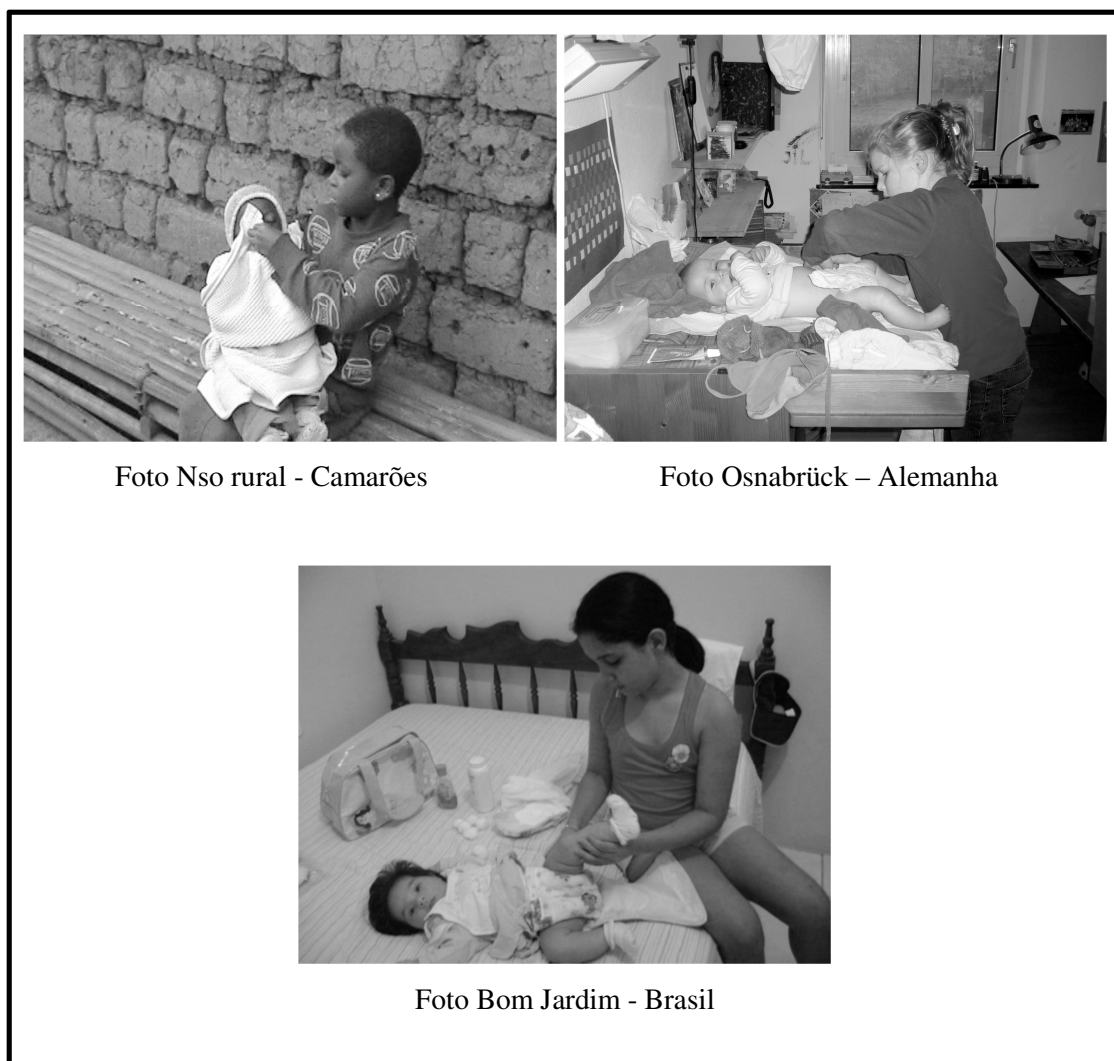 Foto Nso rural - Camarões
Foto Osnabrück – Alemanha
Foto Bom Jardim - Brasil